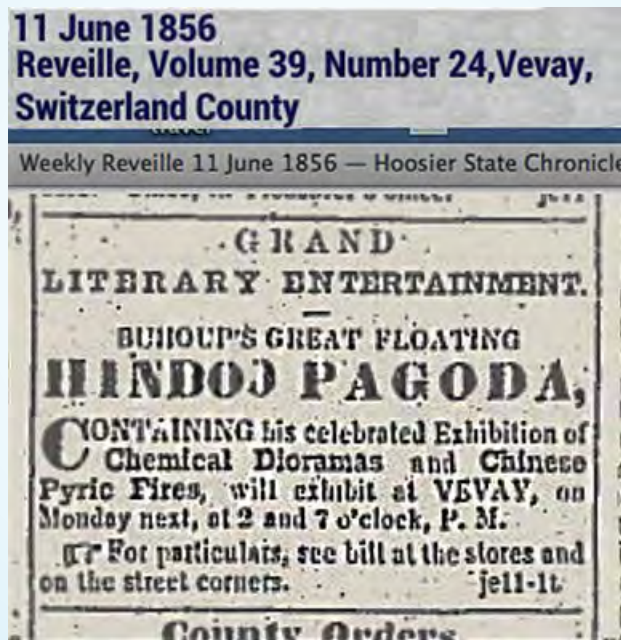 11 June 1856
Reveille, Volume 39, Number 24,Vevay,
Switzerland County
travel
Weekly Reveille 11 June 1856 — Hoosier State Chronicle
je11
GRAND
LITERARY ENTERTAINMENT.
BUHOUP'S GREAT FLOATING
HINDOO PAGODA,
CONTAINING his celebrated Exhibition of
Chemical Dioramas and Chinese
Pyric Fires, will exhibit at VEVAY, on
Monday next, at 2 and 7 o'clock, P. M.
☞ For particulars, see bill at the stores and
on the street corners. je11-1t
County Orders